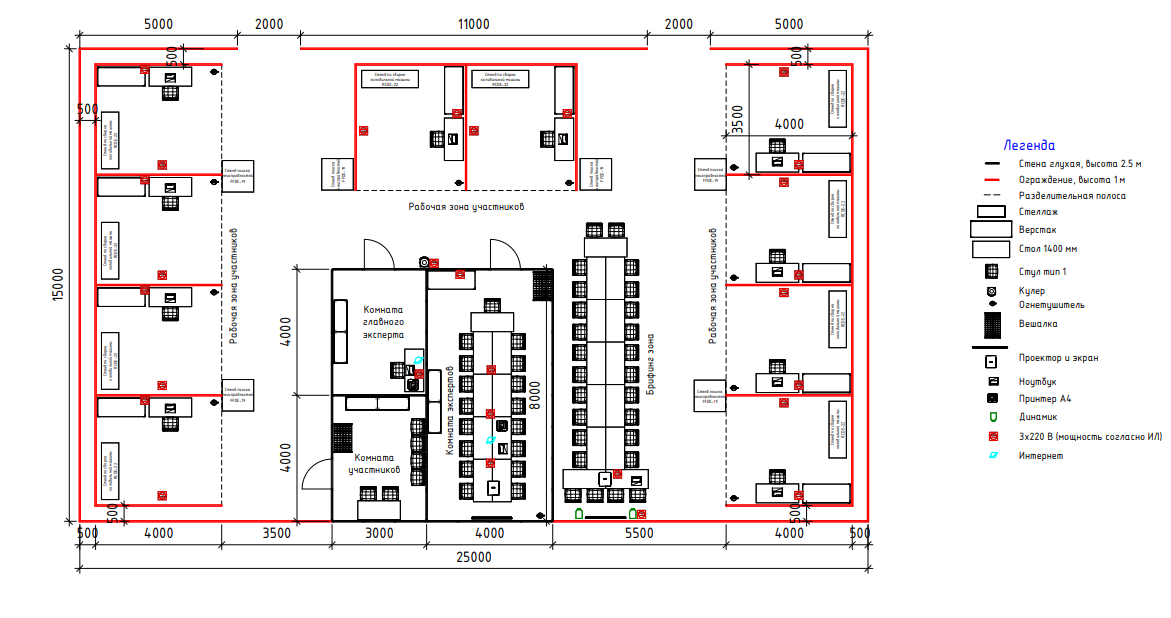 5000
2000
11000
2000
5000
500
500
500
3500
4000
15000
Рабочая зона участников
Рабочая зона участников
Рабочая зона участников
4000
4000
8000
Комната
главного
эксперта
Комната экспертов
Комната
участников
Брифинг зона
500
500
500
4000
3500
3000
4000
5500
4000
500
25000
Легенда
Стена глухая, высота 2.5 м
Ограждение, высота 1 м
Разделительная полоса
Стеллаж
Верстак
Стол 1400 мм
Стул тип 1
Кулер
Огнетушитель
Вешалка
Проектор и экран
Ноутбук
Принтер А4
Динамик
3х220 В (мощность согласно ИЛ)
Интернет